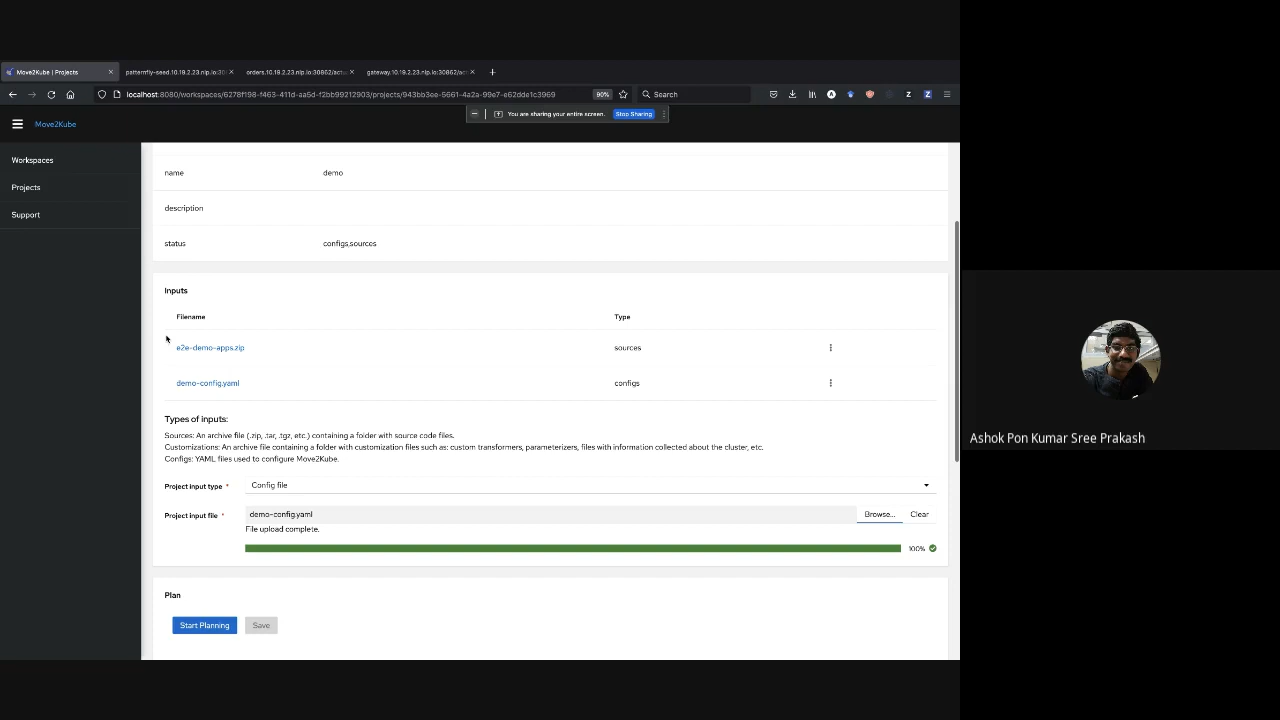 Move2Kube | Projects
patternfly-seed.10.19.2.23.nip.io:30
orders.10.19.2.23.nip.io:30862/actu
gateway.10.19.2.23.nip.io:30862/ac
localhost:8080/workspaces/6278f198-f463-411d-aa5d-f2bb99212903/projects/943bb3ee-5661-4a2a-99e7-e62dde1c3969
90%
Search
You are sharing your entire screen.
Stop Sharing
Move2Kube
Workspaces
Projects
Support
name demo
description
status configs,sources
Inputs
Filename Type
e2e-demo-apps.zip sources
demo-config.yaml configs
Types of inputs:
Sources: An archive file (.zip, .tar, .tgz, etc.) containing a folder with source code files.
Customizations: An archive file containing a folder with customization files such as: custom transformers, parameterizers, files with information collected about the cluster, etc.
Configs: YAML files used to configure Move2Kube.
Project input type * Config file
Project input file * demo-config.yaml Browse... Clear
File upload complete.
100%
Plan
Start Planning Save
Ashok Pon Kumar Sree Prakash